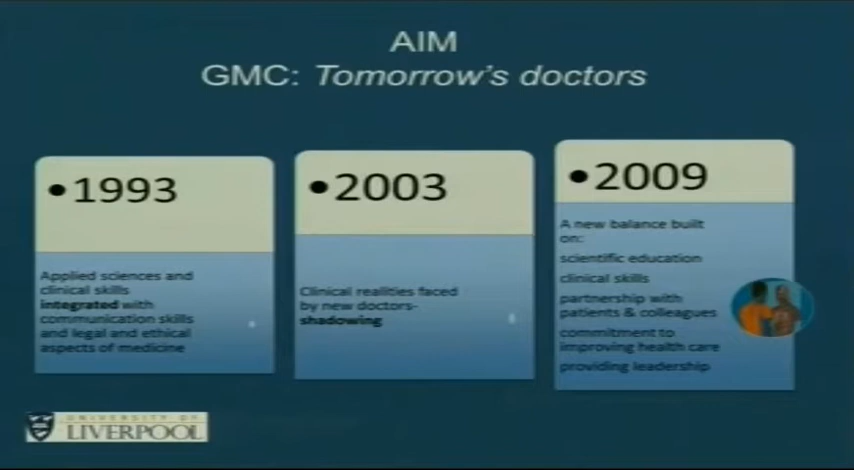 AIM
GMC: Tomorrow's doctors
•1993
Applied sciences and
clinical skills
integrated with
communication skills
and legal and ethical
aspects of medicine
•2003
Clinical realities faced
by new doctors-
shadowing
•2009
A new balance built
on:
scientific education
clinical skills
partnership with
patients & colleagues
commitment to
improving health care
providing leadership
UNIVERSITY OF
LIVERPOOL